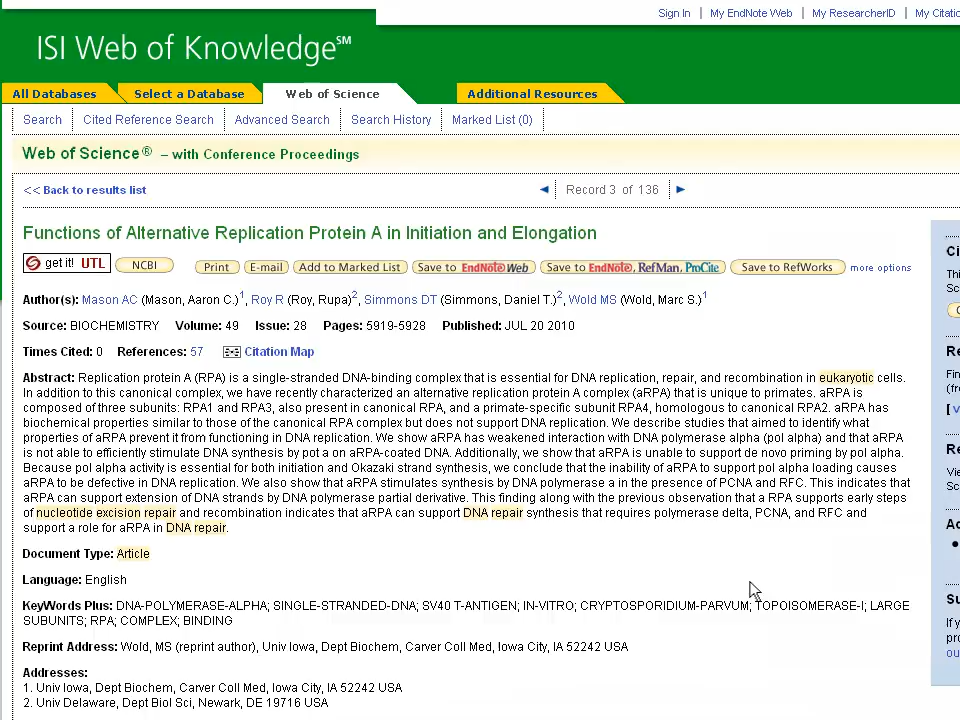 Sign In | My EndNote Web | My ResearcherID | My Citatio
ISI Web of Knowledge℠
All Databases Select a Database Web of Science Additional Resources
Search Cited Reference Search Advanced Search Search History Marked List (0)
Web of Science® – with Conference Proceedings
<< Back to results list Record 3 of 136
Functions of Alternative Replication Protein A in Initiation and Elongation
get it! UTL NCBI Print E-mail Add to Marked List Save to EndNote Web Save to EndNote, RefMan, ProCite Save to RefWorks more options
Author(s): Mason AC (Mason, Aaron C.)1, Roy R (Roy, Rupa)2, Simmons DT (Simmons, Daniel T.)2, Wold MS (Wold, Marc S.)1
Source: BIOCHEMISTRY Volume: 49 Issue: 28 Pages: 5919-5928 Published: JUL 20 2010
Times Cited: 0 References: 57 Citation Map
Abstract: Replication protein A (RPA) is a single-stranded DNA-binding complex that is essential for DNA replication, repair, and recombination in eukaryotic cells.
In addition to this canonical complex, we have recently characterized an alternative replication protein A complex (aRPA) that is unique to primates. aRPA is
composed of three subunits: RPA1 and RPA3, also present in canonical RPA, and a primate-specific subunit RPA4, homologous to canonical RPA2. aRPA has
biochemical properties similar to those of the canonical RPA complex but does not support DNA replication. We describe studies that aimed to identify what
properties of aRPA prevent it from functioning in DNA replication. We show aRPA has weakened interaction with DNA polymerase alpha (pol alpha) and that aRPA
is not able to efficiently stimulate DNA synthesis by pot a on aRPA-coated DNA. Additionally, we show that aRPA is unable to support de novo priming by pol alpha.
Because pol alpha activity is essential for both initiation and Okazaki strand synthesis, we conclude that the inability of aRPA to support pol alpha loading causes
aRPA to be defective in DNA replication. We also show that aRPA stimulates synthesis by DNA polymerase a in the presence of PCNA and RFC. This indicates that
aRPA can support extension of DNA strands by DNA polymerase partial derivative. This finding along with the previous observation that a RPA supports early steps
of nucleotide excision repair and recombination indicates that aRPA can support DNA repair synthesis that requires polymerase delta, PCNA, and RFC and
support a role for aRPA in DNA repair.
Document Type: Article
Language: English
KeyWords Plus: DNA-POLYMERASE-ALPHA; SINGLE-STRANDED-DNA; SV40 T-ANTIGEN; IN-VITRO; CRYPTOSPORIDIUM-PARVUM; TOPOISOMERASE-I; LARGE
SUBUNITS; RPA; COMPLEX; BINDING
Reprint Address: Wold, MS (reprint author), Univ Iowa, Dept Biochem, Carver Coll Med, Iowa City, IA 52242 USA
Addresses:
1. Univ Iowa, Dept Biochem, Carver Coll Med, Iowa City, IA 52242 USA
2. Univ Delaware, Dept Biol Sci, Newark, DE 19716 USA